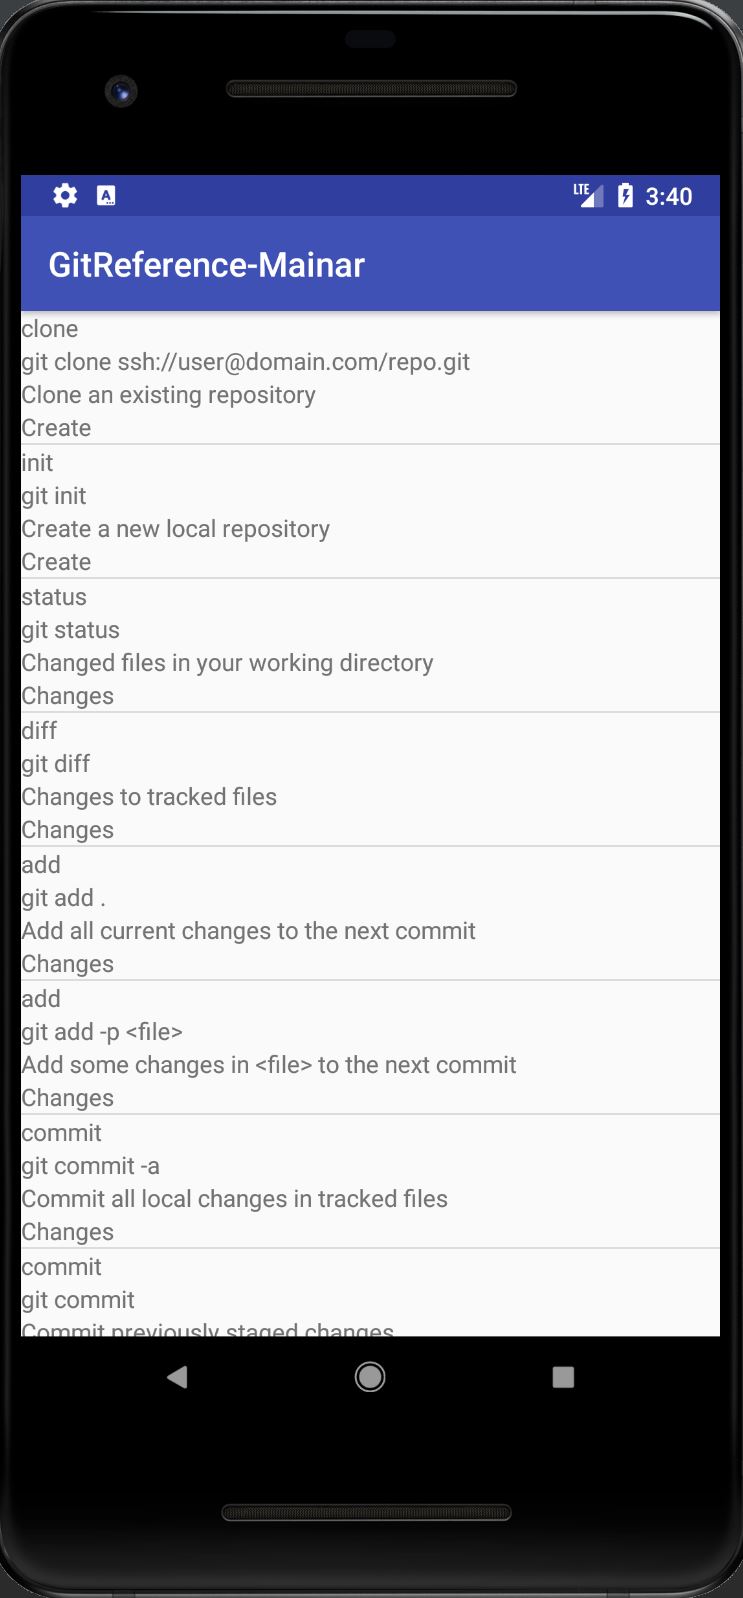 LTE 3:40
GitReference-Mainar
clone
git clone ssh://user@domain.com/repo.git
Clone an existing repository
Create
init
git init
Create a new local repository
Create
status
git status
Changed files in your working directory
Changes
diff
git diff
Changes to tracked files
Changes
add
git add .
Add all current changes to the next commit
Changes
add
git add -p <file>
Add some changes in <file> to the next commit
Changes
commit
git commit -a
Commit all local changes in tracked files
Changes
commit
git commit
Commit previously staged changes